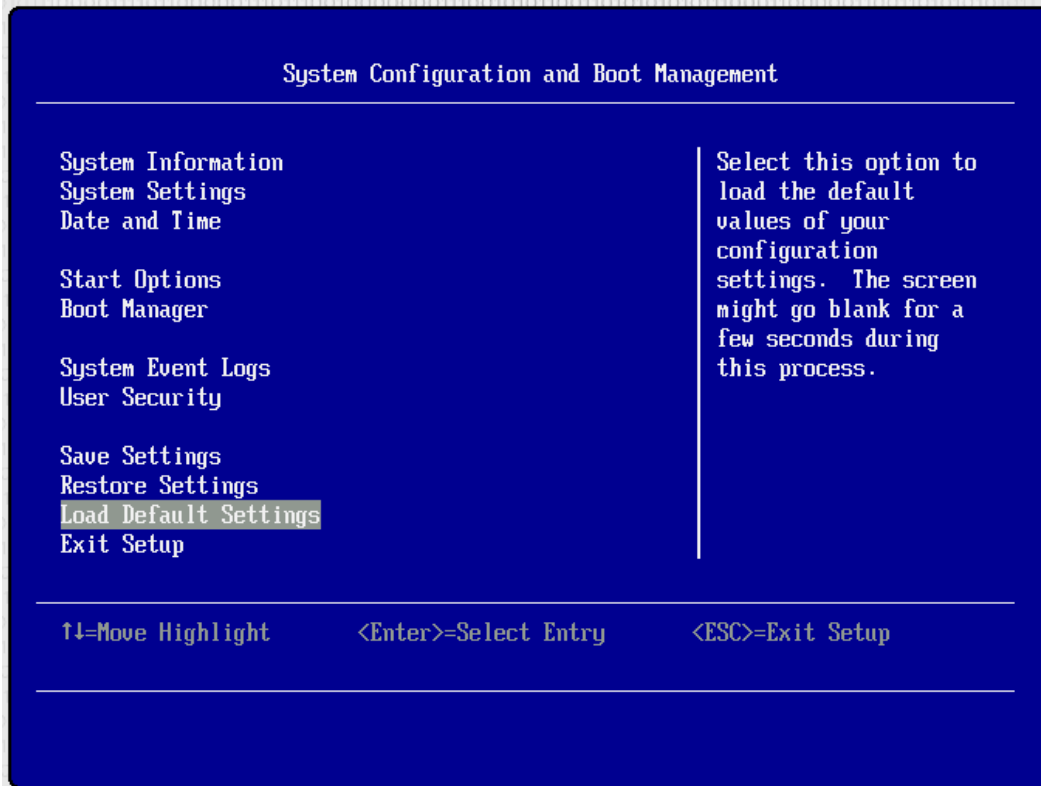 System Configuration and Boot Management
System Information
System Settings
Date and Time
Start Options
Boot Manager
System Event Logs
User Security
Save Settings
Restore Settings
Load Default Settings
Exit Setup
Select this option to
load the default
values of your
configuration
settings.  The screen
might go blank for a
few seconds during
this process.
↑↓=Move Highlight <Enter>=Select Entry <ESC>=Exit Setup